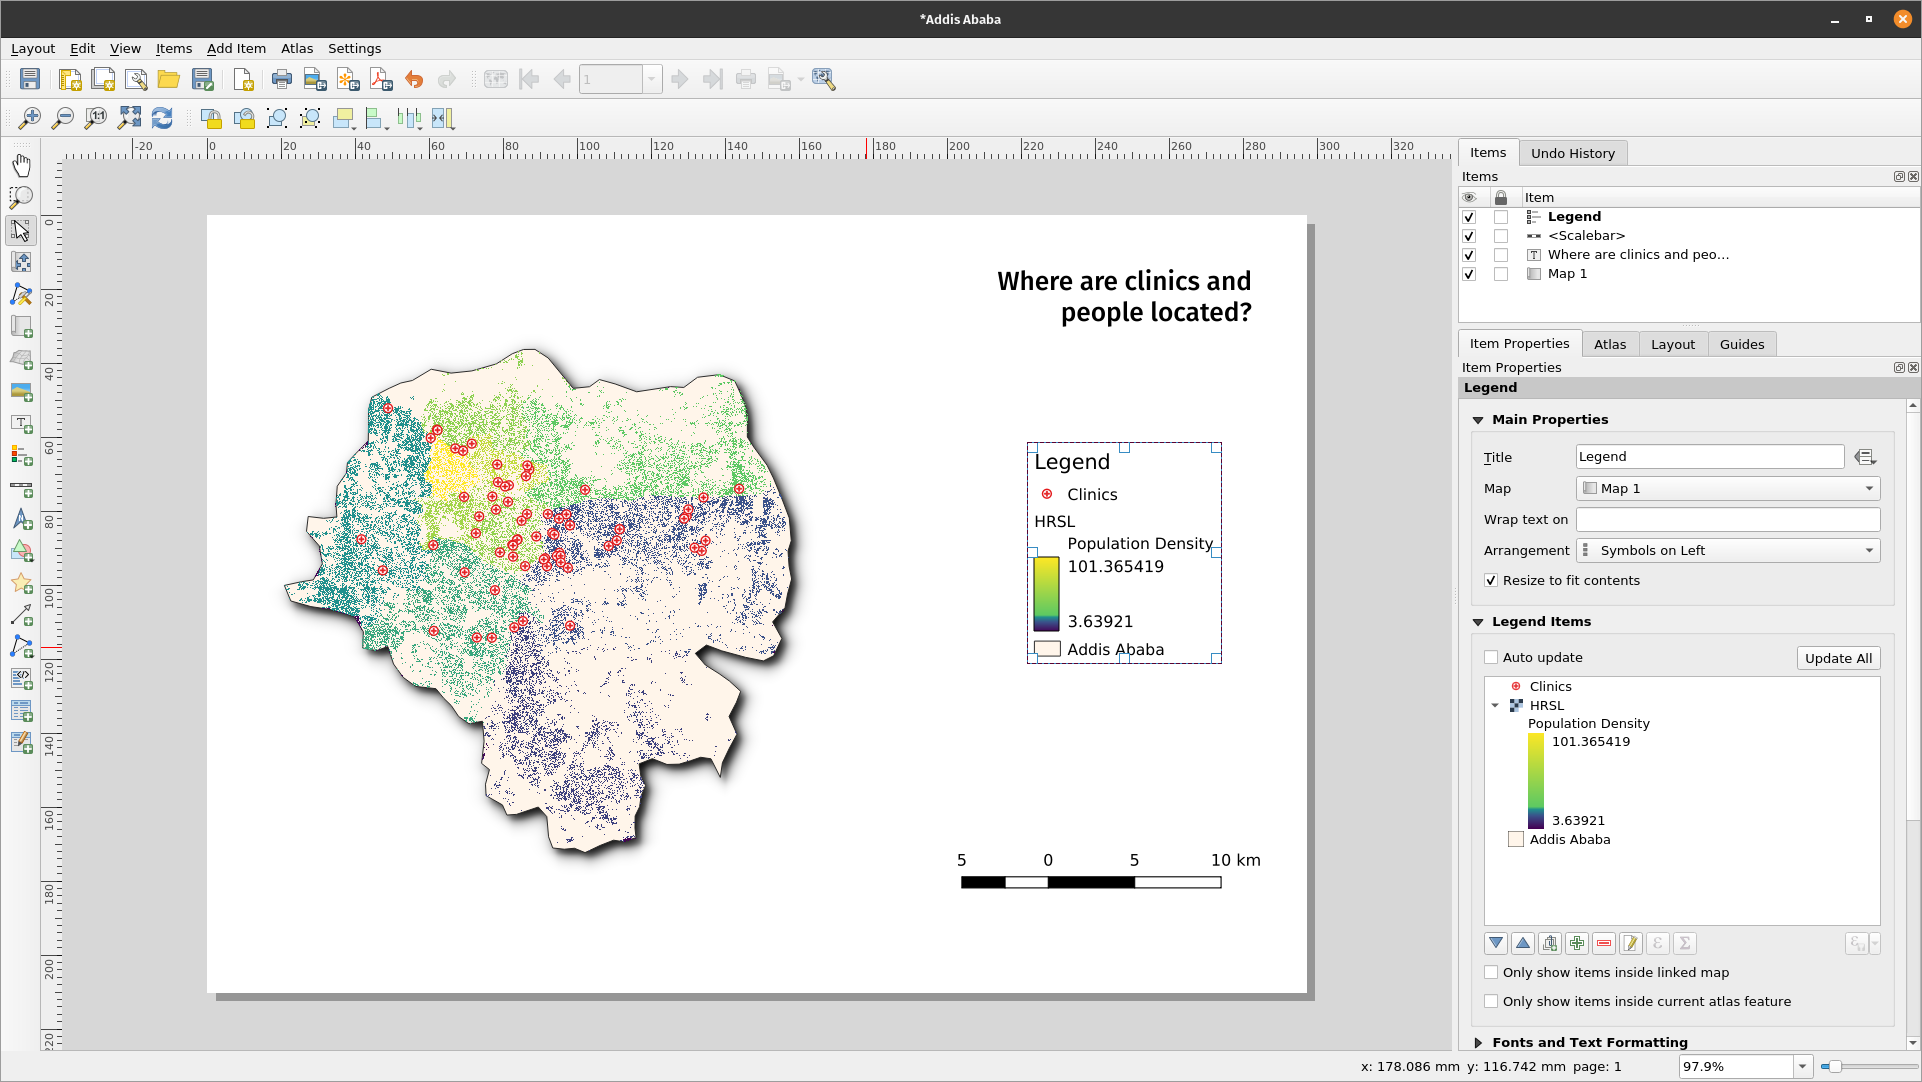 *Addis Ababa
Layout Edit View Items Add Item Atlas Settings
1
1:1
-20 0 20 40 60 80 100 120 140 160 180 200 220 240 260 280 300 320
0
20
40
60
80
100
120
140
160
180
200
220
Where are clinics and
people located?
Legend
Clinics
HRSL
Population Density
101.365419
3.63921
Addis Ababa
5 0 5 10 km
Items Undo History
Items
Item
Legend
<Scalebar>
Where are clinics and peo…
Map 1
Item Properties Atlas Layout Guides
Item Properties
Legend
Main Properties
Title Legend
Map Map 1
Wrap text on
Arrangement Symbols on Left
Resize to fit contents
Legend Items
Auto update Update All
Clinics
HRSL
Population Density
101.365419
3.63921
Addis Ababa
Only show items inside linked map
Only show items inside current atlas feature
Fonts and Text Formatting
x: 178.086 mm y: 116.742 mm page: 1 97.9%